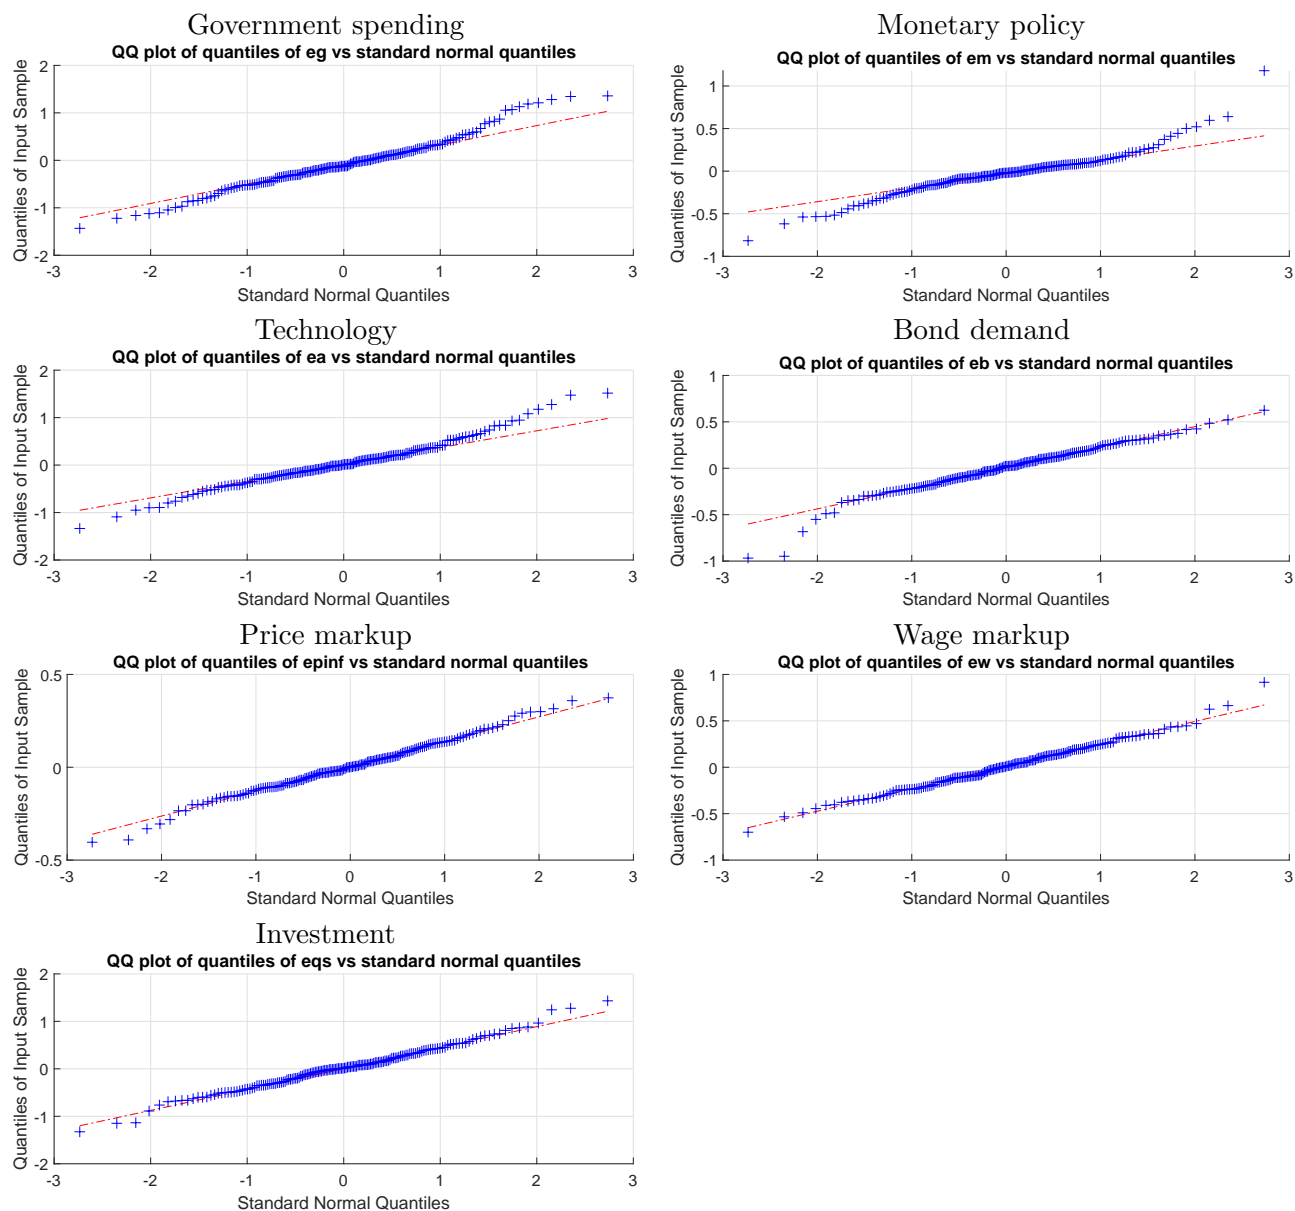 Government spending
QQ plot of quantiles of eg vs standard normal quantiles
Quantiles of Input Sample
2
1
0
-1
-2
-3 -2 -1 0 1 2 3
Standard Normal Quantiles
Monetary policy
QQ plot of quantiles of em vs standard normal quantiles
Quantiles of Input Sample
1
0.5
0
-0.5
-1
-3 -2 -1 0 1 2 3
Standard Normal Quantiles
Technology
QQ plot of quantiles of ea vs standard normal quantiles
Quantiles of Input Sample
2
1
0
-1
-2
-3 -2 -1 0 1 2 3
Standard Normal Quantiles
Bond demand
QQ plot of quantiles of eb vs standard normal quantiles
Quantiles of Input Sample
1
0.5
0
-0.5
-1
-3 -2 -1 0 1 2 3
Standard Normal Quantiles
Price markup
QQ plot of quantiles of epinf vs standard normal quantiles
Quantiles of Input Sample
0.5
0
-0.5
-3 -2 -1 0 1 2 3
Standard Normal Quantiles
Wage markup
QQ plot of quantiles of ew vs standard normal quantiles
Quantiles of Input Sample
1
0.5
0
-0.5
-1
-3 -2 -1 0 1 2 3
Standard Normal Quantiles
Investment
QQ plot of quantiles of eqs vs standard normal quantiles
Quantiles of Input Sample
2
1
0
-1
-2
-3 -2 -1 0 1 2 3
Standard Normal Quantiles